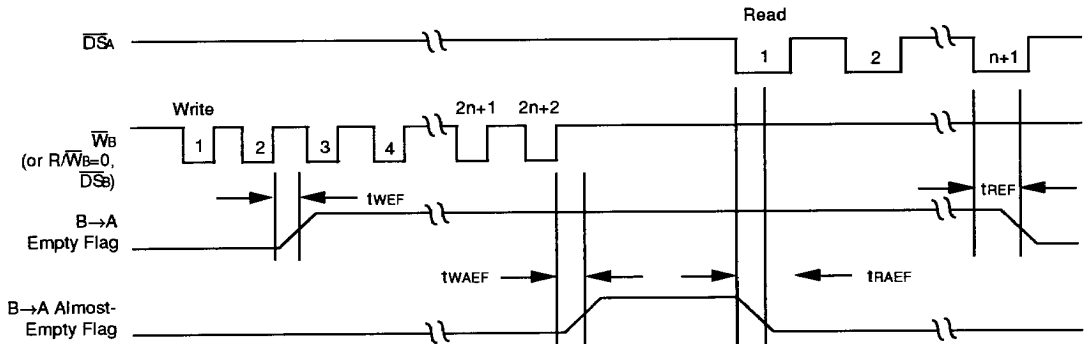 Read
DSA
1
2
n+1
Write
2n+1
2n+2
WB
1
2
3
4
(or R/WB=0,
DSB)
tWEF
tREF
B→A
Empty Flag
tWAEF
tRAEF
B→A Almost-
Empty Flag